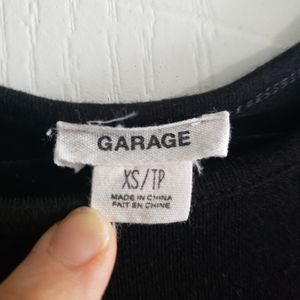 GARAGE
XS/TP
MADE IN CHINA
FAIT EN CHINE